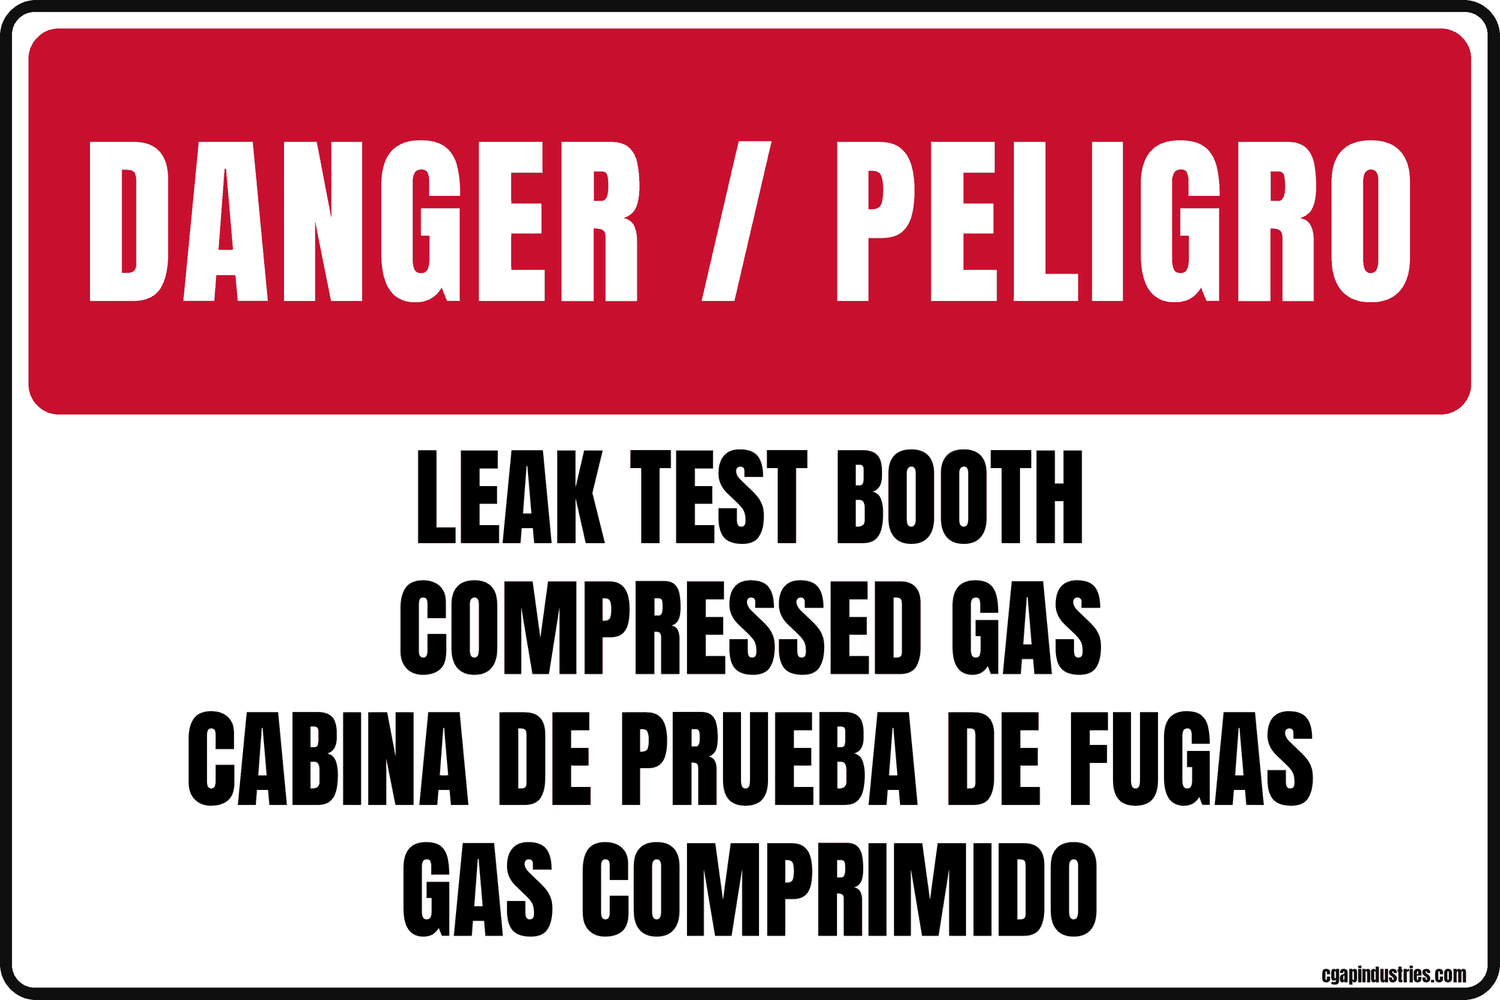 DANGER / PELIGRO
LEAK TEST BOOTH
COMPRESSED GAS
CABINA DE PRUEBA DE FUGAS
GAS COMPRIMIDO
cgapindustries.com